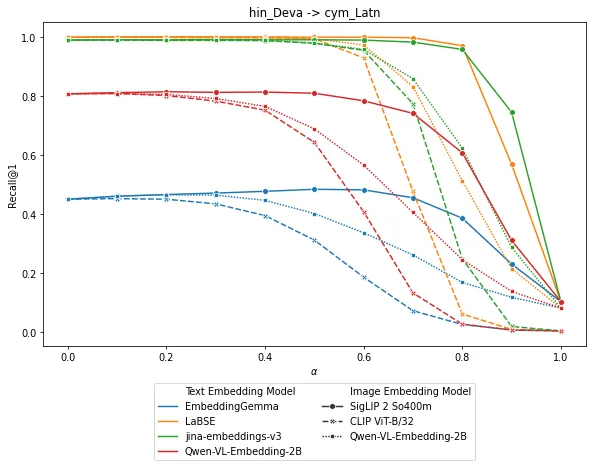 hin_Deva -> cym_Latn
Recall@1
1.0
0.8
0.6
0.4
0.2
0.0
0.0 0.2 0.4 0.6 0.8 1.0
α
Text Embedding Model
EmbeddingGemma
LaBSE
jina-embeddings-v3
Qwen-VL-Embedding-2B
Image Embedding Model
SigLIP 2 So400m
CLIP ViT-B/32
Qwen-VL-Embedding-2B